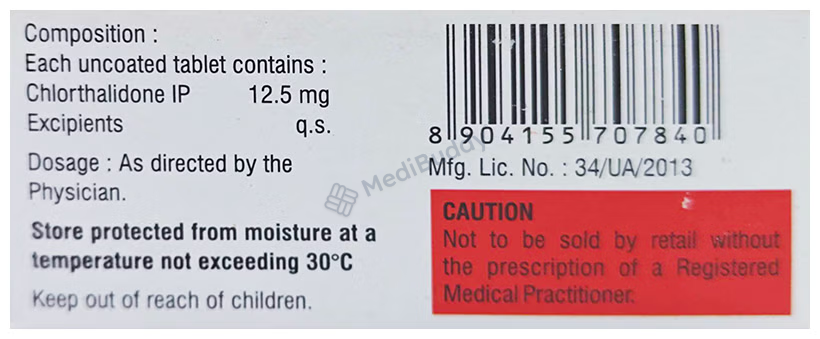 Composition :
Each uncoated tablet contains :
Chlorthalidone IP 12.5 mg
Excipients q.s.
Dosage : As directed by the
Physician.
Store protected from moisture at a
temperature not exceeding 30°C
Keep out of reach of children.
8 904155 707840
Mfg. Lic. No. : 34/UA/2013
CAUTION
Not to be sold by retail without
the prescription of a Registered
Medical Practitioner.
MediBuddy